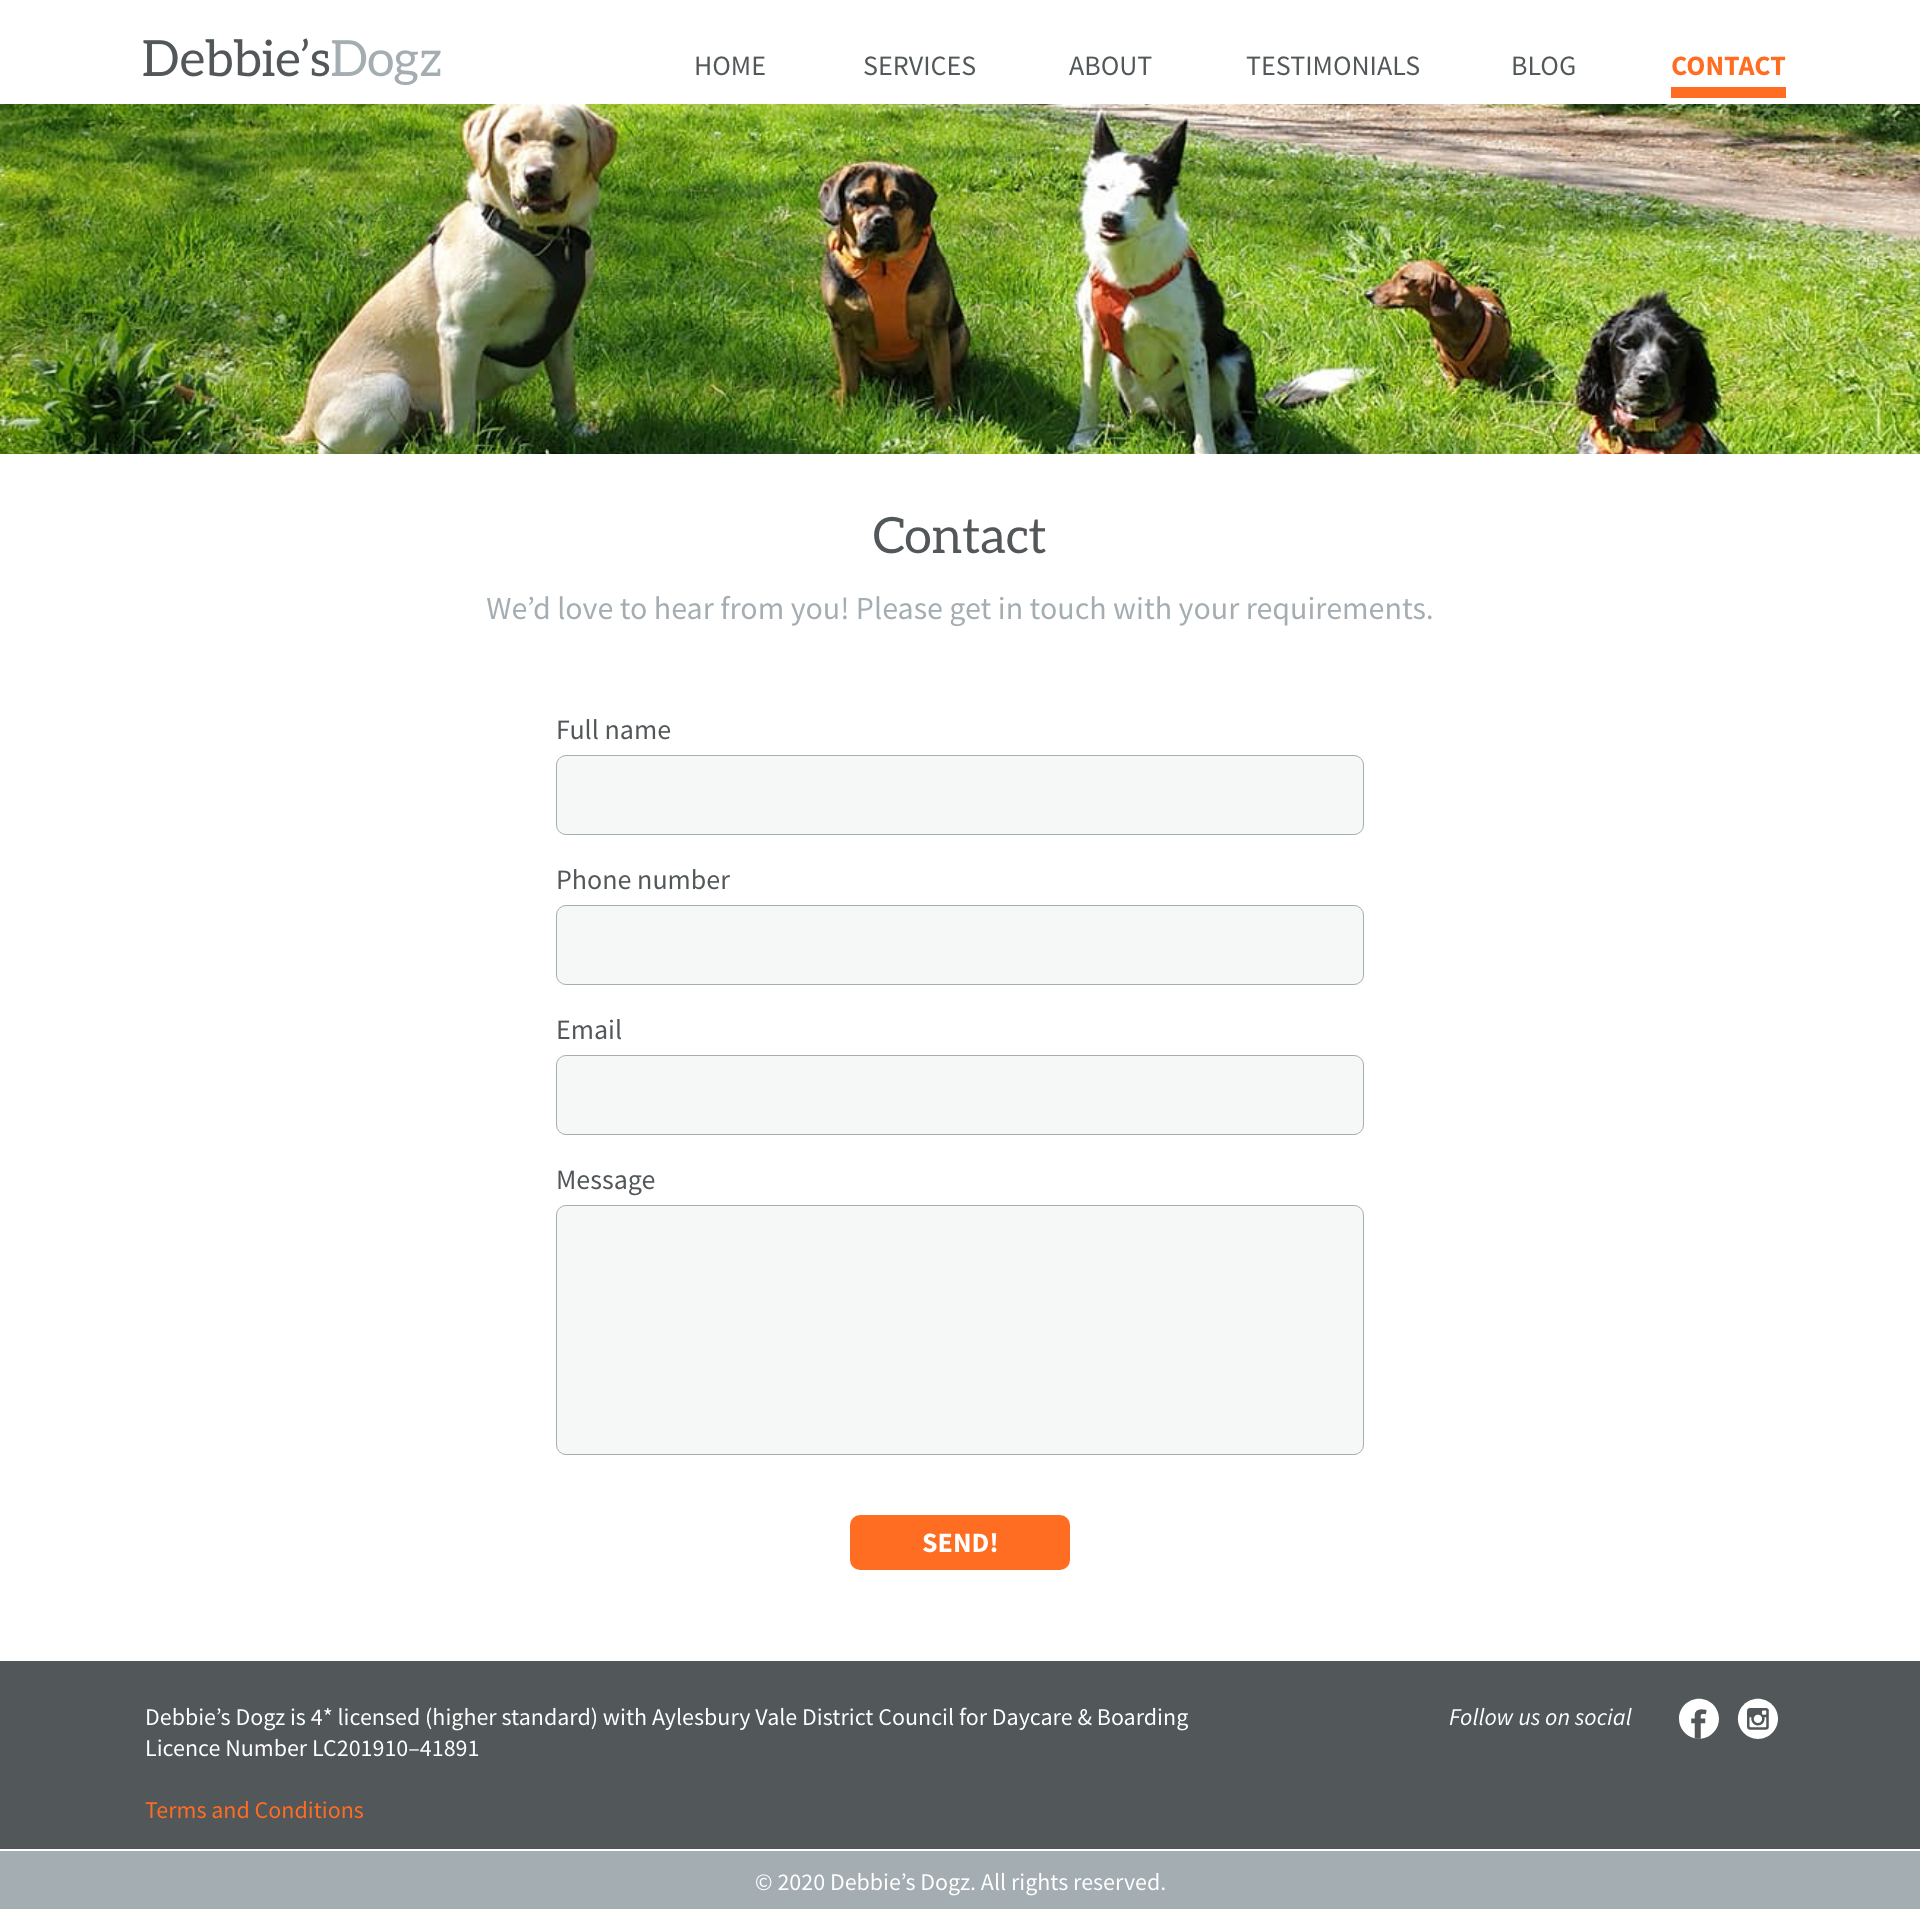 Debbie’sDogz
HOME
SERVICES
ABOUT
TESTIMONIALS
BLOG
CONTACT
Contact
We’d love to hear from you! Please get in touch with your requirements.
Full name
Phone number
Email
Message
SEND!
Debbie’s Dogz is 4* licensed (higher standard) with Aylesbury Vale District Council for Daycare & Boarding
Licence Number LC201910–41891
Follow us on social
Terms and Conditions
© 2020 Debbie’s Dogz. All rights reserved.